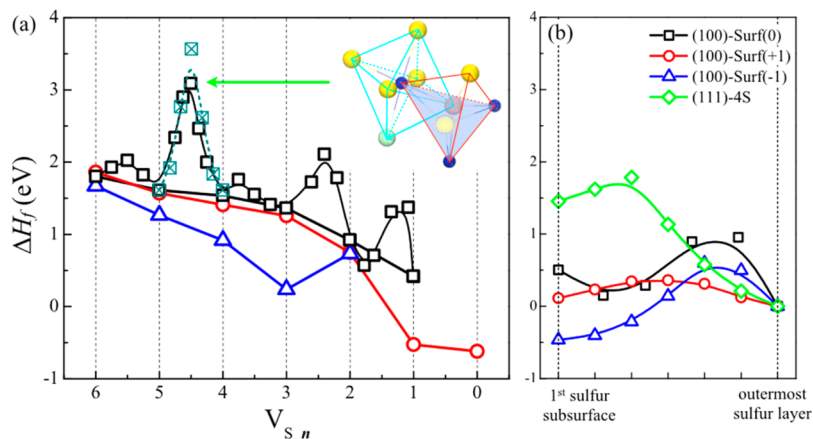 (a)
ΔHf (eV)
4
3
2
1
0
-1
6 5 4 3 2 1 0
VS n
(b)
(100)-Surf(0)
(100)-Surf(+1)
(100)-Surf(-1)
(111)-4S
4
3
2
1
0
-1
1st sulfur
subsurface
outermost
sulfur layer